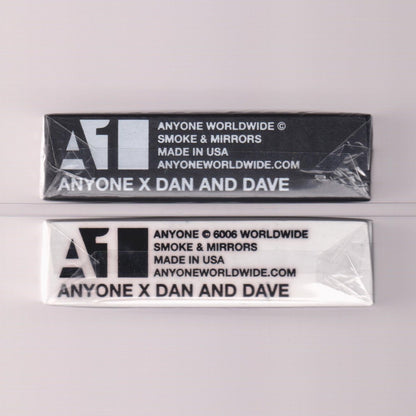 A1
ANYONE WORLDWIDE ©
SMOKE & MIRRORS
MADE IN USA
ANYONEWORLDWIDE.COM
ANYONE X DAN AND DAVE
A1
ANYONE © 6006 WORLDWIDE
SMOKE & MIRRORS
MADE IN USA
ANYONEWORLDWIDE.COM
ANYONE X DAN AND DAVE